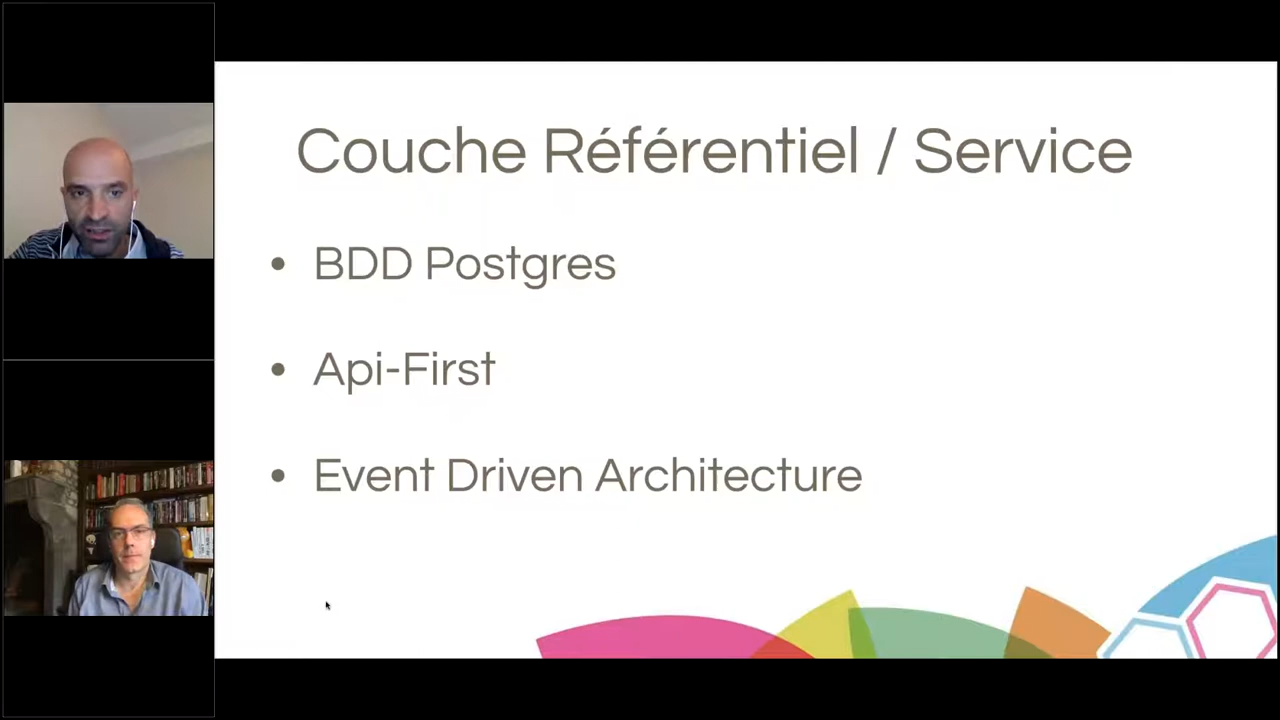 Couche Référentiel / Service
• BDD Postgres
• Api-First
• Event Driven Architecture